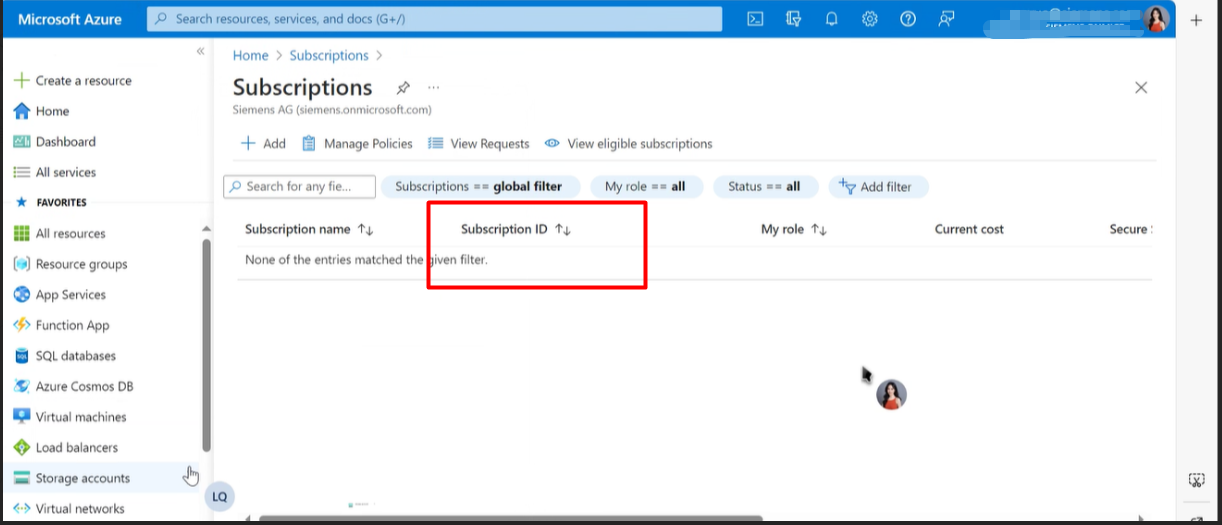 Microsoft Azure Search resources, services, and docs (G+/)
Home > Subscriptions >
Subscriptions ...
Siemens AG (siemens.onmicrosoft.com)
Add Manage Policies View Requests View eligible subscriptions
Search for any fie... Subscriptions == global filter My role == all Status == all Add filter
Subscription name ↑↓ Subscription ID ↑↓ My role ↑↓ Current cost Secure
None of the entries matched the given filter.
Create a resource
Home
Dashboard
All services
FAVORITES
All resources
Resource groups
App Services
Function App
SQL databases
Azure Cosmos DB
Virtual machines
Load balancers
Storage accounts
Virtual networks
LQ